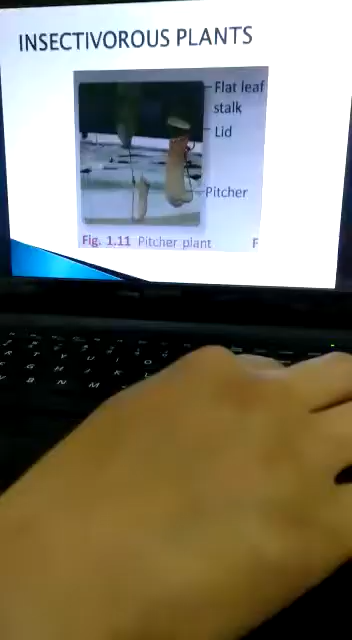 INSECTIVOROUS PLANTS
Flat leaf
stalk
Lid
Pitcher
Fig. 1.11 Pitcher plant F
R T Y U
G H J K L
B N M